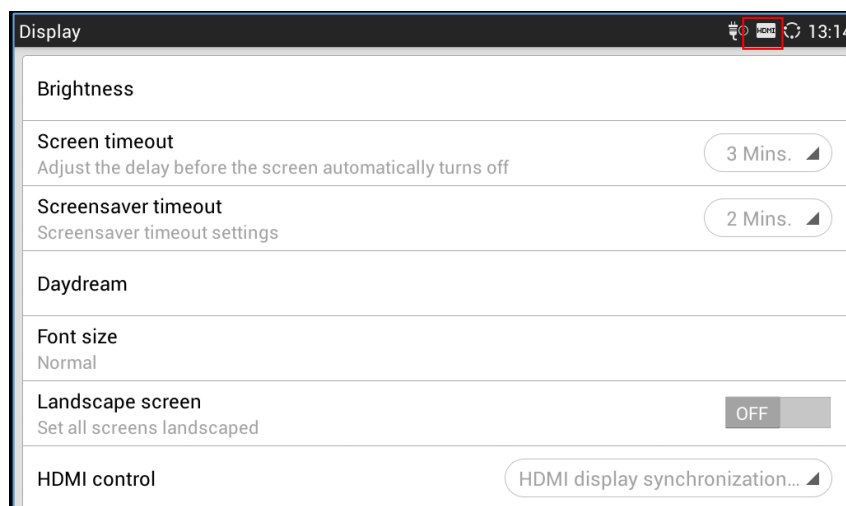 Display
HDMI
13:14
Brightness
Screen timeout
Adjust the delay before the screen automatically turns off
3 Mins.
Screensaver timeout
Screensaver timeout settings
2 Mins.
Daydream
Font size
Normal
Landscape screen
Set all screens landscaped
OFF
HDMI control
HDMI display synchronization...